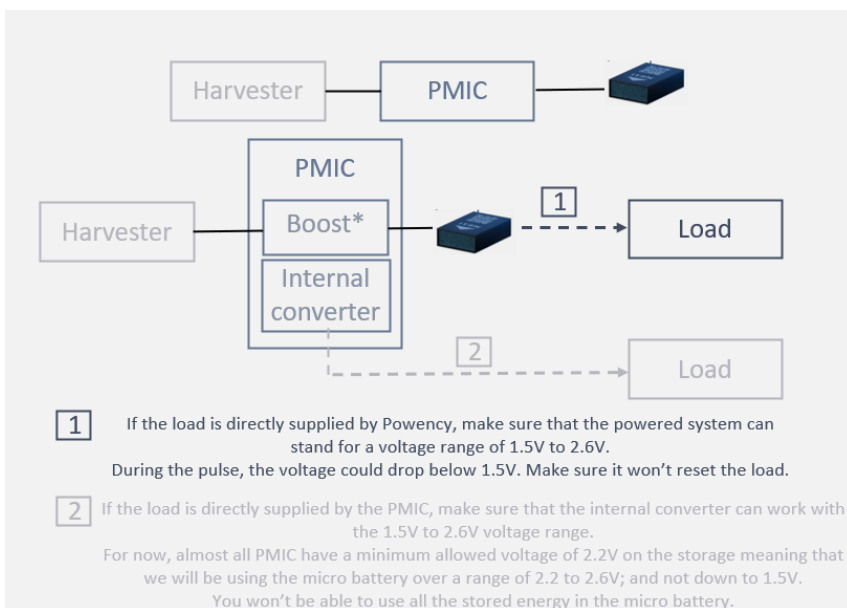 Harvester
PMIC
PMIC
Harvester
Boost*
1
Load
Internal
converter
2
Load
1
If the load is directly supplied by Powency, make sure that the powered system can
stand for a voltage range of 1.5V to 2.6V.
During the pulse, the voltage could drop below 1.5V. Make sure it won't reset the load.
2
If the load is directly supplied by the PMIC, make sure that the internal converter can work with
the 1.5V to 2.6V voltage range.
For now, almost all PMIC have a minimum allowed voltage of 2.2V on the storage meaning that
we will be using the micro battery over a range of 2.2 to 2.6V; and not down to 1.5V.
You won't be able to use all the stored energy in the micro battery.